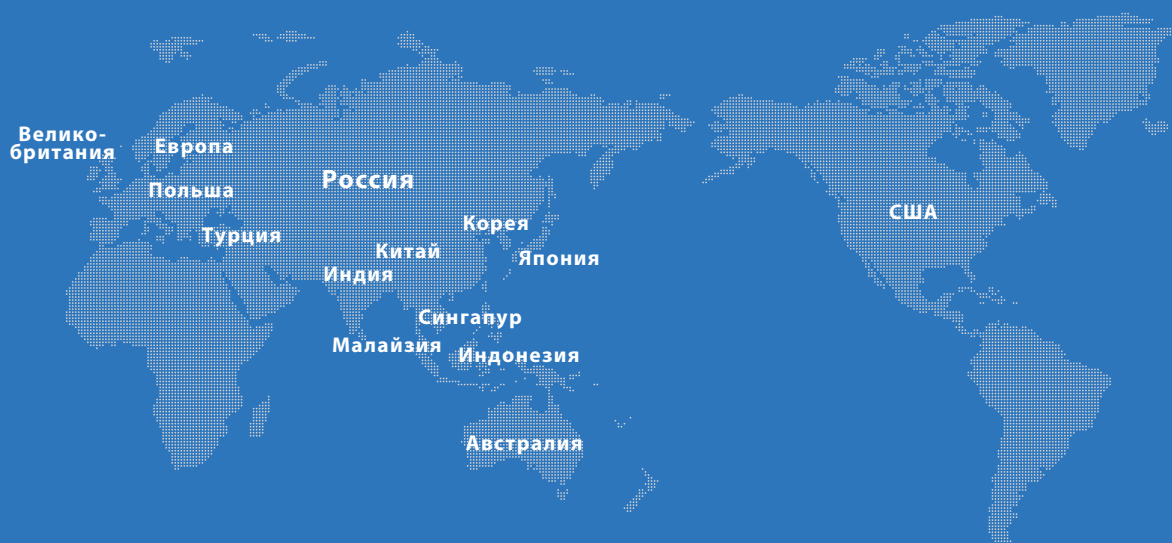 Велико-
британия
Европа
Польша
Россия
США
Корея
Турция
Китай
Япония
Индия
Сингапур
Малайзия
Индонезия
Австралия